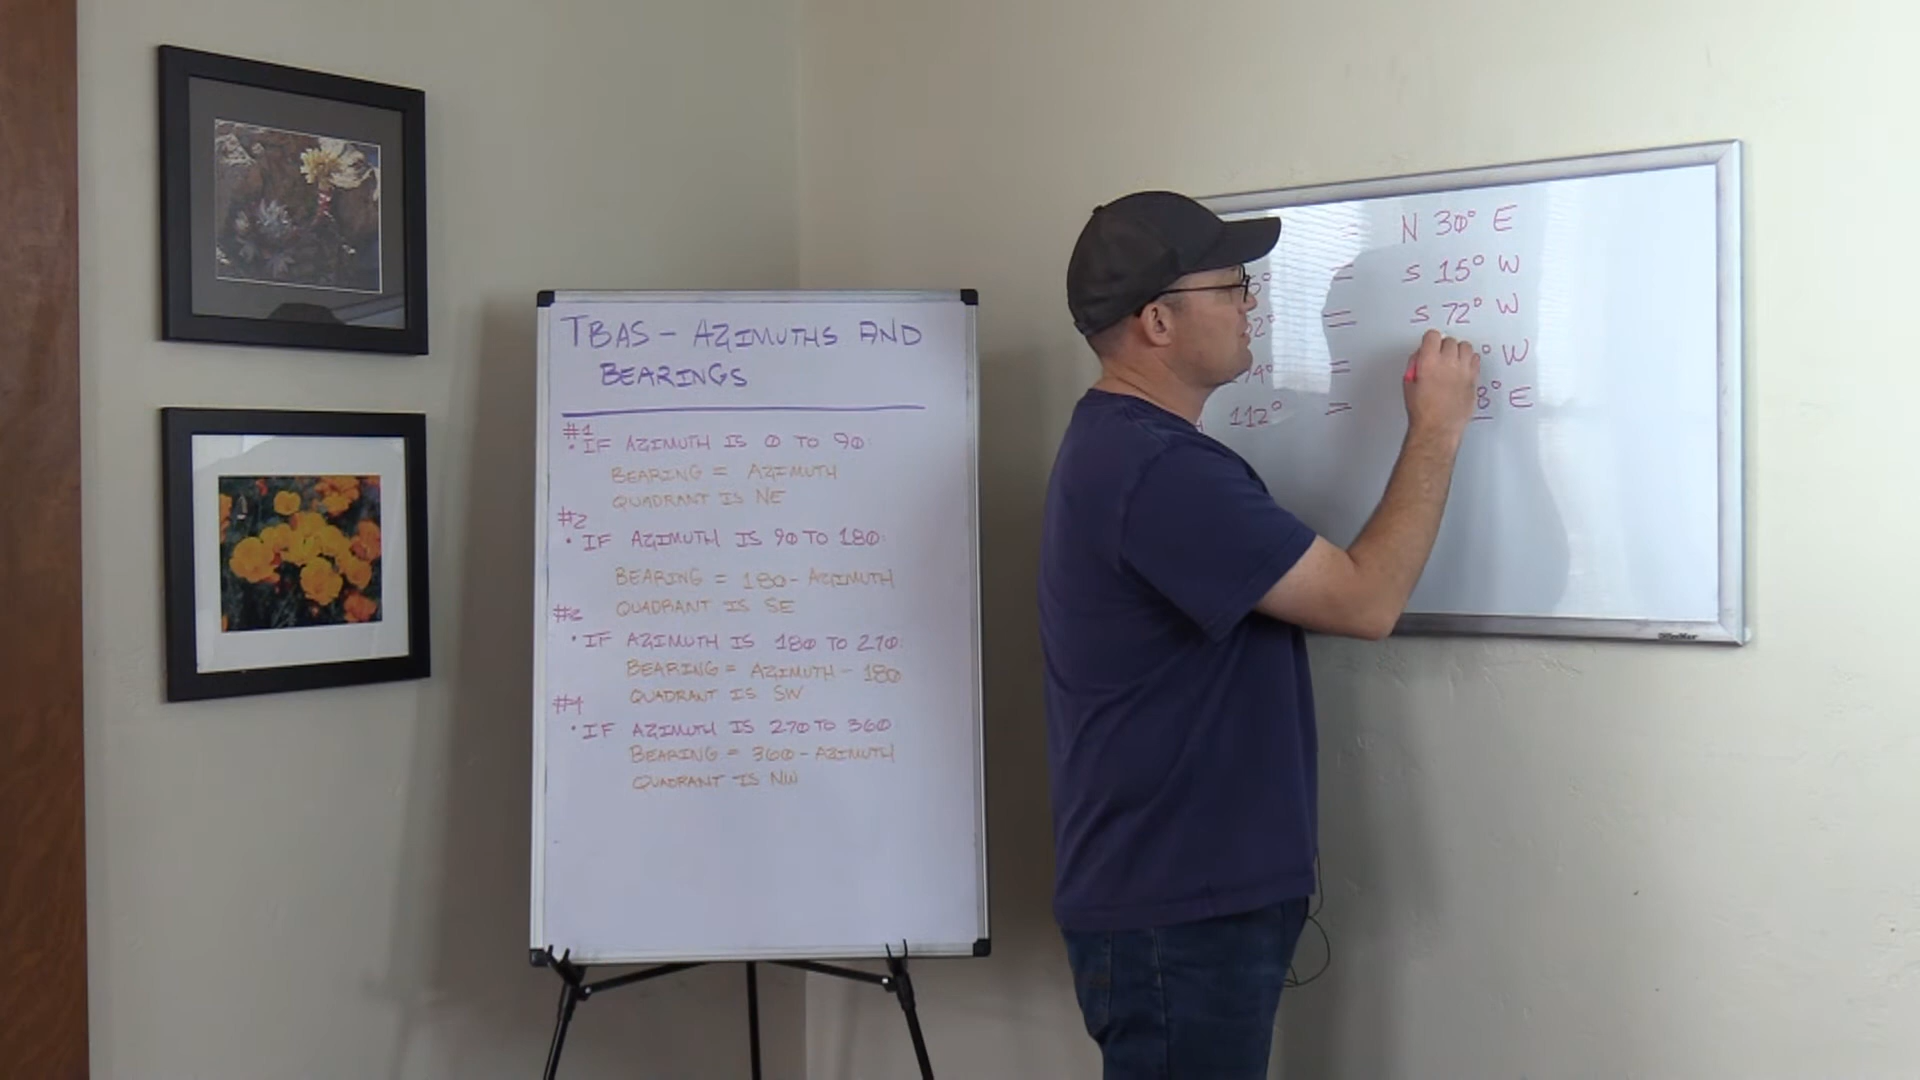 TBAS - AZIMUTHS AND
BEARINGS
#1
• IF AZIMUTH IS 0 TO 90:
BEARING = AZIMUTH
QUADRANT IS NE
#2
• IF AZIMUTH IS 90 TO 180:
BEARING = 180 - AZIMUTH
QUADRANT IS SE
#3
• IF AZIMUTH IS 180 TO 270:
BEARING = AZIMUTH - 180
QUADRANT IS SW
#4
• IF AZIMUTH IS 270 TO 360:
BEARING = 360 - AZIMUTH
QUADRANT IS NW
= N 30° E
= S 15° W
= S 72° W
= ° W
112° = 8° E